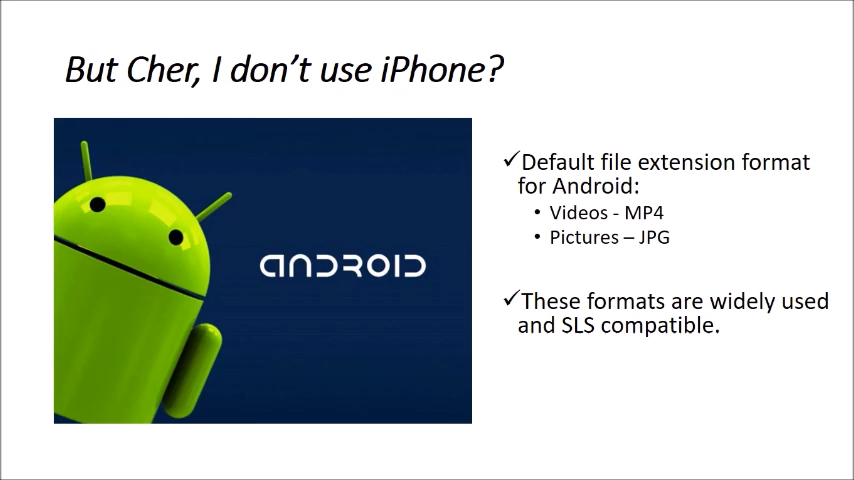 But Cher, I don't use iPhone?
ANDROID
✓Default file extension format
for Android:
• Videos - MP4
• Pictures – JPG
✓These formats are widely used
and SLS compatible.